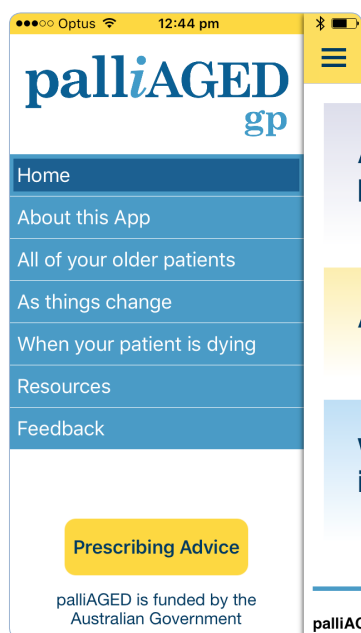 Optus 12:44 pm
palliAGED
gp
Home
About this App
All of your older patients
As things change
When your patient is dying
Resources
Feedback
Prescribing Advice
palliAGED is funded by the
Australian Government